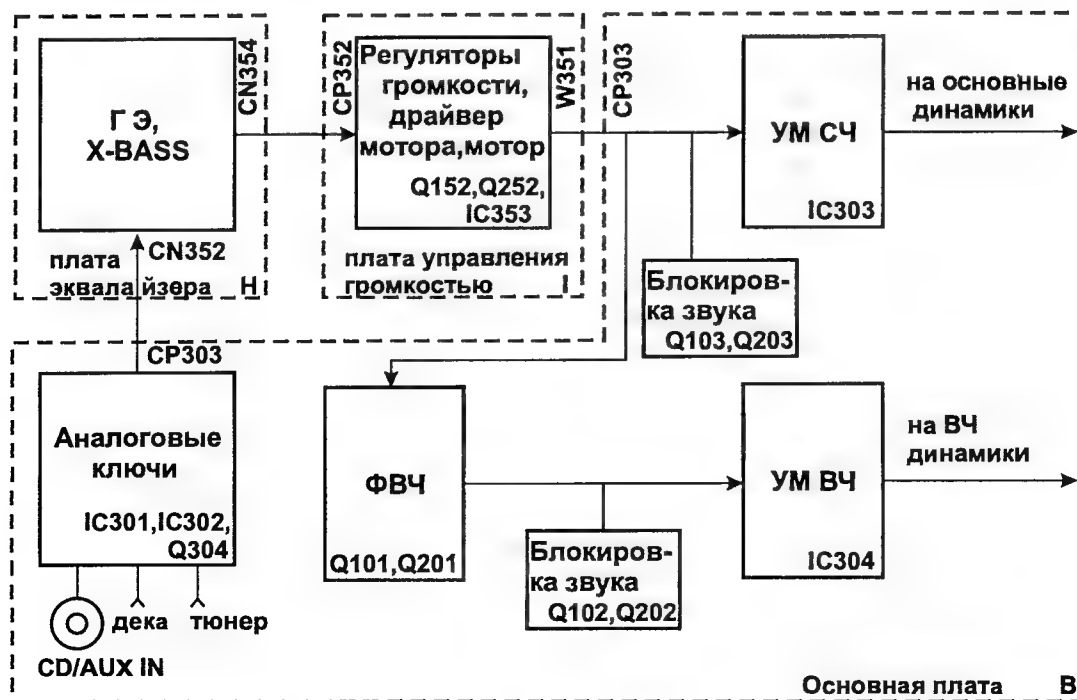 Г Э,
X-BASS
CN354
CN352
плата
эквалайзера H
CP352
Регуляторы
громкости,
драйвер
мотора,мотор
Q152,Q252,
IC353
W351
плата управления
громкостью I
CP303
УМ СЧ
IC303
на основные
динамики
Блокиров-
ка звука
Q103,Q203
CP303
Аналоговые
ключи
IC301,IC302,
Q304
дека тюнер
CD/AUX IN
ФВЧ
Q101,Q201
Блокиров-
ка звука
Q102,Q202
УМ ВЧ
IC304
на ВЧ
динамики
Основная плата B